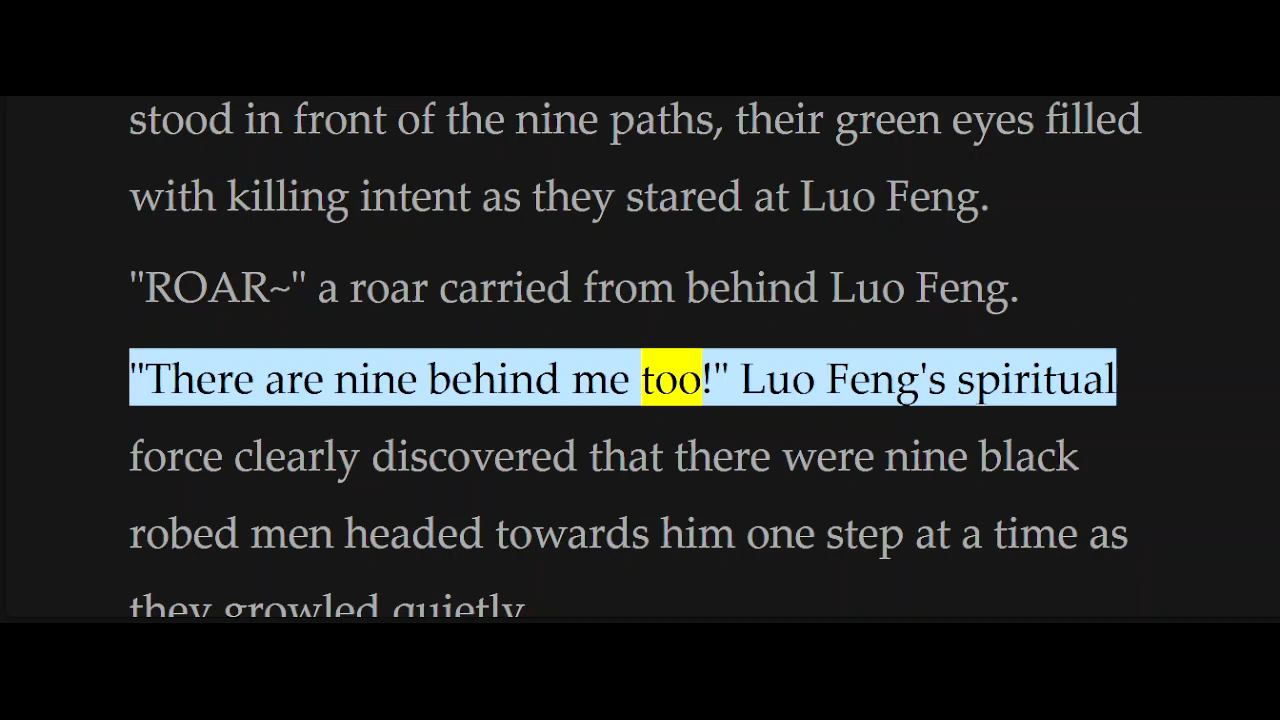 stood in front of the nine paths, their green eyes filled
with killing intent as they stared at Luo Feng.
"ROAR~" a roar carried from behind Luo Feng.
"There are nine behind me too!" Luo Feng's spiritual
force clearly discovered that there were nine black
robed men headed towards him one step at a time as
they growled quietly